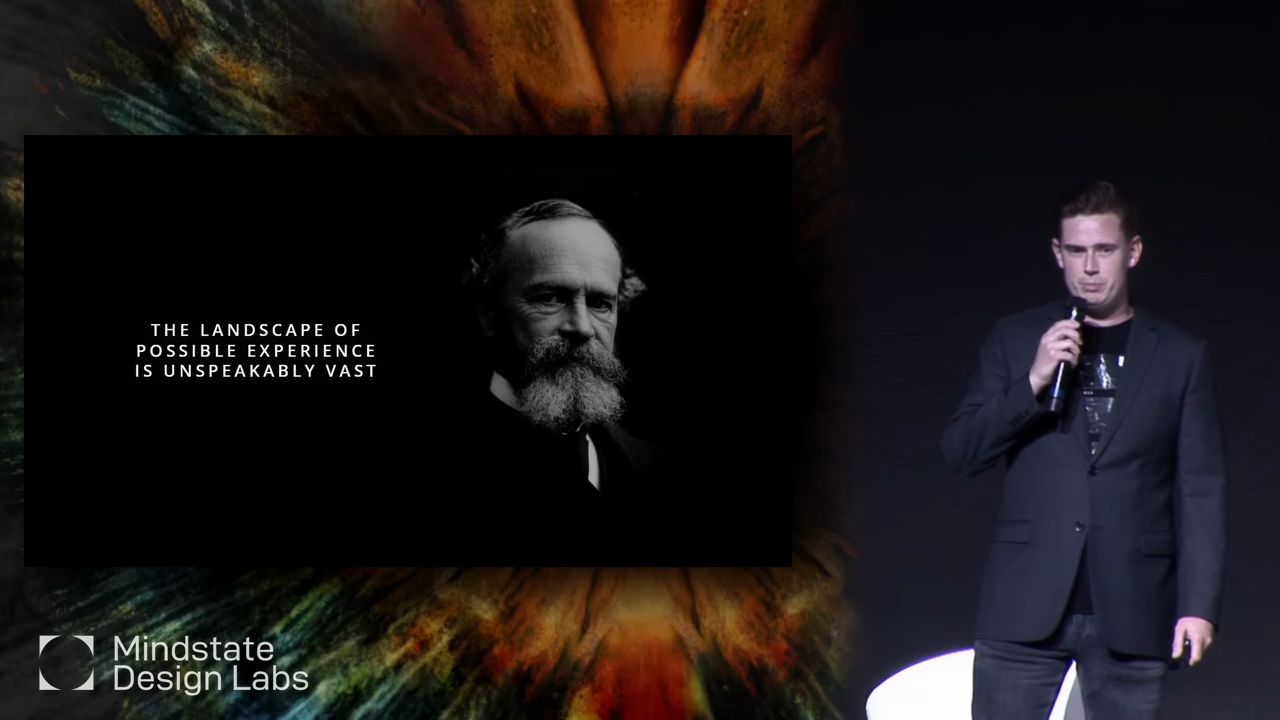 THE LANDSCAPE OF
POSSIBLE EXPERIENCE
IS UNSPEAKABLY VAST
Mindstate
Design Labs